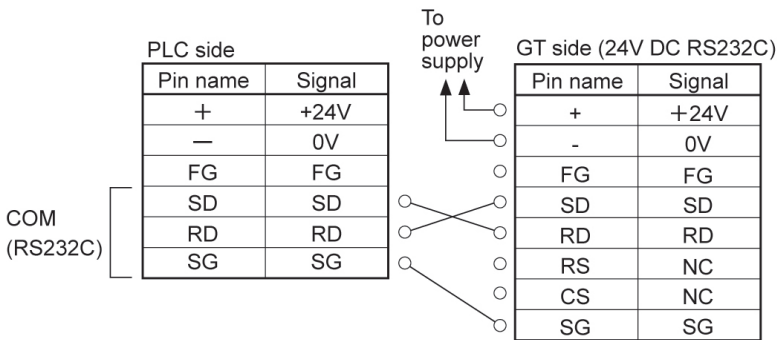 To
power
supply
PLC side
GT side (24V DC RS232C)
Pin name Signal
+ +24V
— 0V
FG FG
SD SD
RD RD
SG SG
COM
(RS232C)
Pin name Signal
+ +24V
- 0V
FG FG
SD SD
RD RD
RS NC
CS NC
SG SG